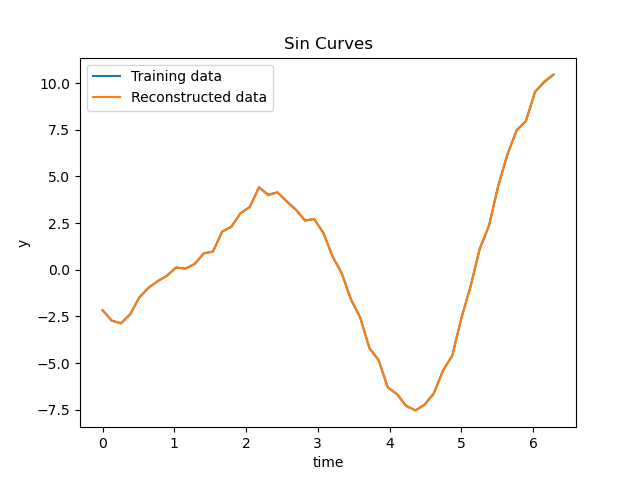 Sin Curves
Training data
Reconstructed data
10.0
7.5
5.0
2.5
0.0
−2.5
−5.0
−7.5
y
0 1 2 3 4 5 6
time